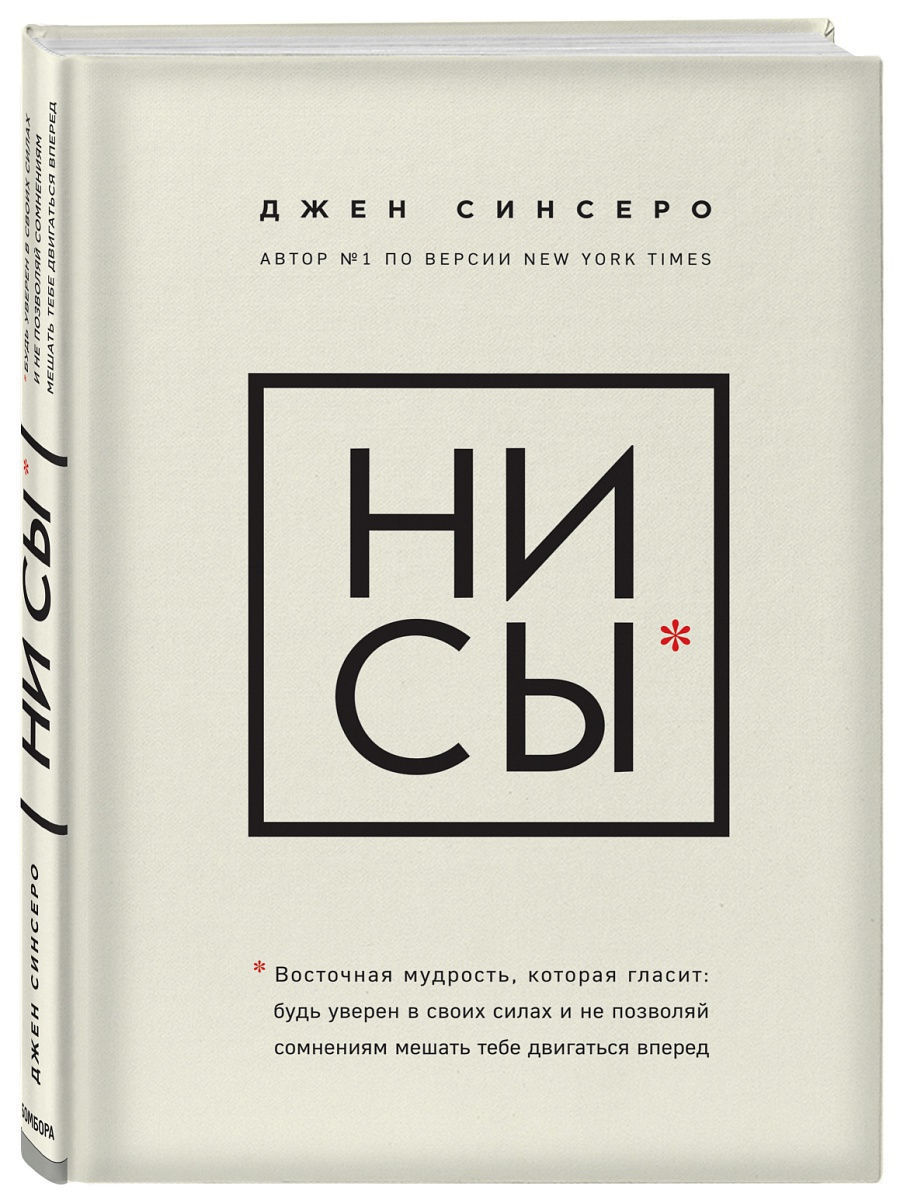 ДЖЕН СИНСЕРО
АВТОР №1 ПО ВЕРСИИ NEW YORK TIMES
НИ
СЫ*
* Восточная мудрость, которая гласит:
будь уверен в своих силах и не позволяй
сомнениям мешать тебе двигаться вперед
* БУДЬ УВЕРЕН В СВОИХ СИЛАХ
И НЕ ПОЗВОЛЯЙ СОМНЕНИЯМ
МЕШАТЬ ТЕБЕ ДВИГАТЬСЯ ВПЕРЕД
( НИ СЫ* )
ДЖЕН СИНСЕРО
БОМБОРА